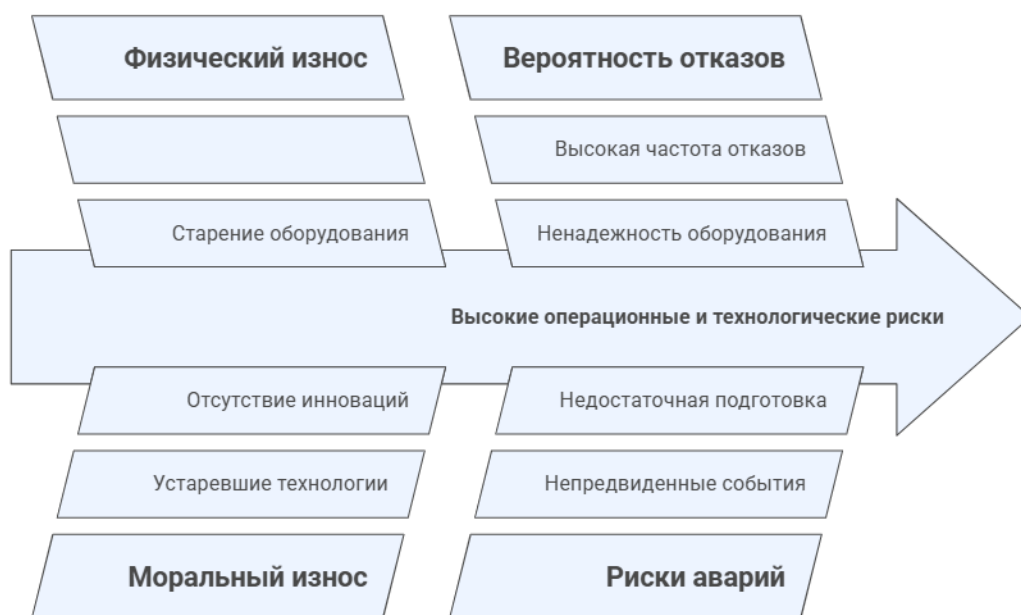 Физический износ
Вероятность отказов
Высокая частота отказов
Старение оборудования
Ненадежность оборудования
Высокие операционные и технологические риски
Отсутствие инноваций
Недостаточная подготовка
Устаревшие технологии
Непредвиденные события
Моральный износ
Риски аварий